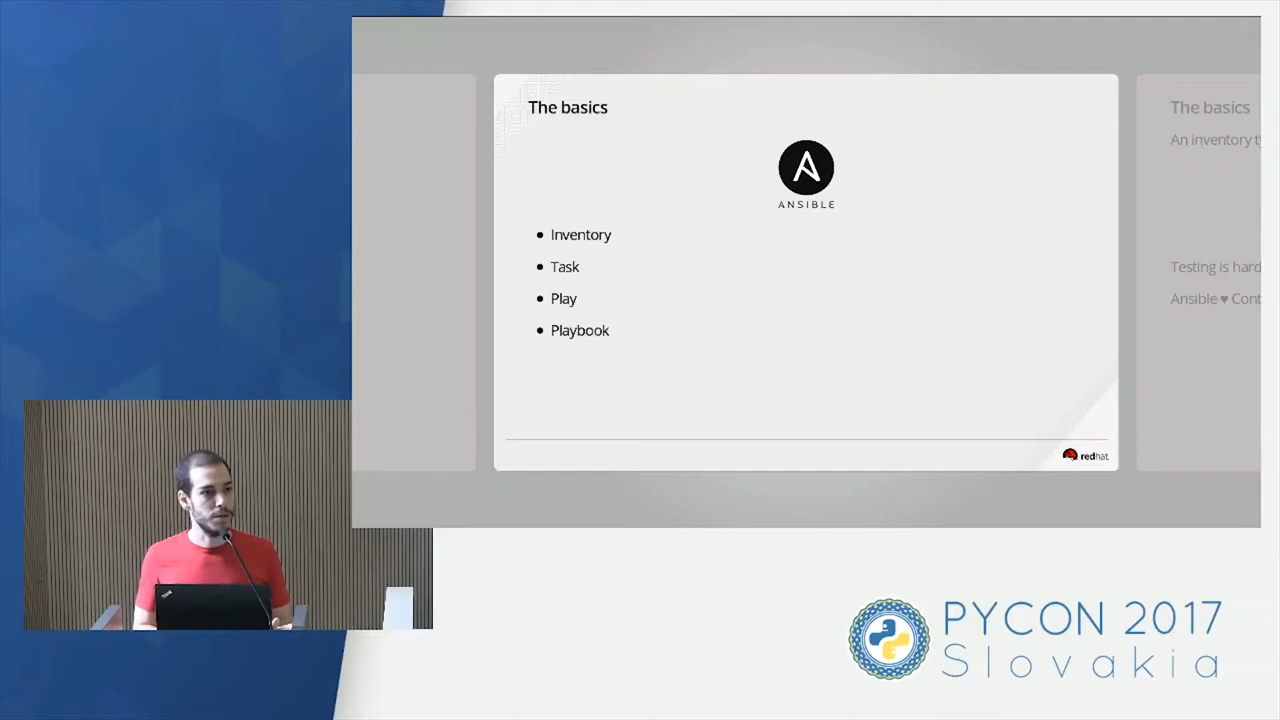 The basics
ANSIBLE
Inventory
Task
Play
Playbook
redhat
The basics
An inventory
Testing is hard
Ansible ♥ Cont
PYCON 2017
Slovakia